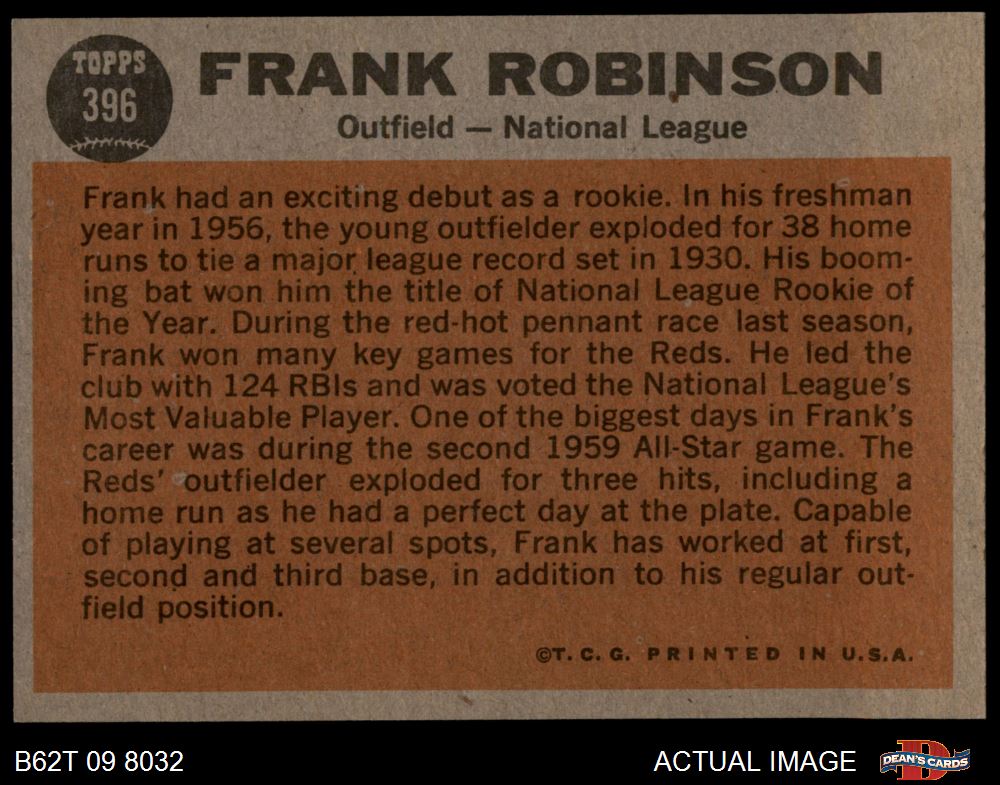 TOPPS
396
FRANK ROBINSON
Outfield — National League
Frank had an exciting debut as a rookie. In his freshman
year in 1956, the young outfielder exploded for 38 home
runs to tie a major league record set in 1930. His boom-
ing bat won him the title of National League Rookie of
the Year. During the red-hot pennant race last season,
Frank won many key games for the Reds. He led the
club with 124 RBIs and was voted the National League's
Most Valuable Player. One of the biggest days in Frank's
career was during the second 1959 All-Star game. The
Reds' outfielder exploded for three hits, including a
home run as he had a perfect day at the plate. Capable
of playing at several spots, Frank has worked at first,
second and third base, in addition to his regular out-
field position.
©T. C. G. PRINTED IN U.S.A.
B62T 09 8032
ACTUAL IMAGE
D
DEAN'S CARDS